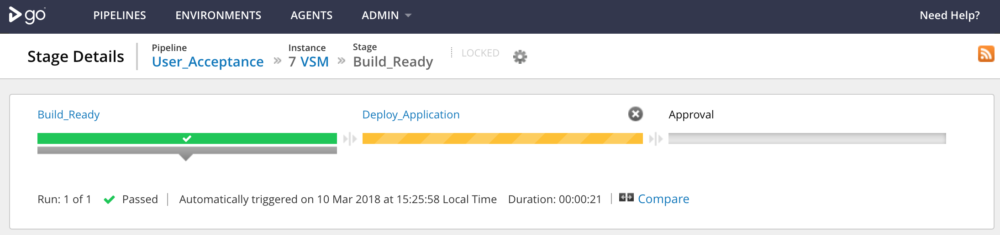 go PIPELINES ENVIRONMENTS AGENTS ADMIN Need Help?
Stage Details
Pipeline Instance Stage
User_Acceptance » 7 VSM » Build_Ready LOCKED
Build_Ready Deploy_Application Approval
Run: 1 of 1 Passed Automatically triggered on 10 Mar 2018 at 15:25:58 Local Time Duration: 00:00:21 Compare